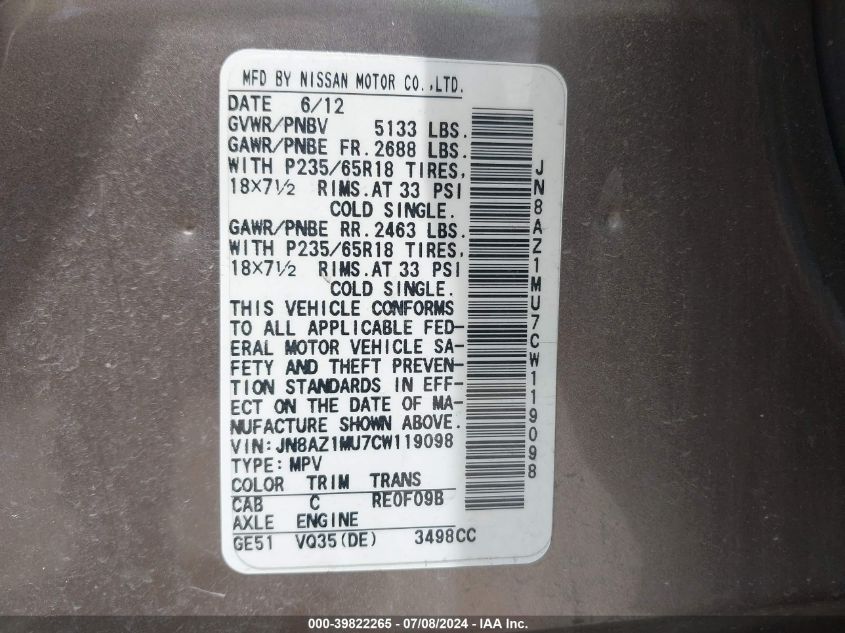 MFD BY NISSAN MOTOR CO.,LTD.
DATE 6/12
GVWR/PNBV 5133 LBS.
GAWR/PNBE FR.2688 LBS.
WITH P235/65R18 TIRES,
18×7½ RIMS.AT 33 PSI
COLD SINGLE.
GAWR/PNBE RR.2463 LBS.
WITH P235/65R18 TIRES,
18×7½ RIMS.AT 33 PSI
COLD SINGLE.
THIS VEHICLE CONFORMS
TO ALL APPLICABLE FED-
ERAL MOTOR VEHICLE SA-
FETY AND THEFT PREVEN-
TION STANDARDS IN EFF-
ECT ON THE DATE OF MA-
NUFACTURE SHOWN ABOVE.
VIN:JN8AZ1MU7CW119098
TYPE:MPV
COLOR TRIM TRANS
CAB C RE0F09B
AXLE ENGINE
GE51 VQ35(DE) 3498CC
JN8AZ1MU7CW119098
000-39822265 - 07/08/2024 - IAA Inc.